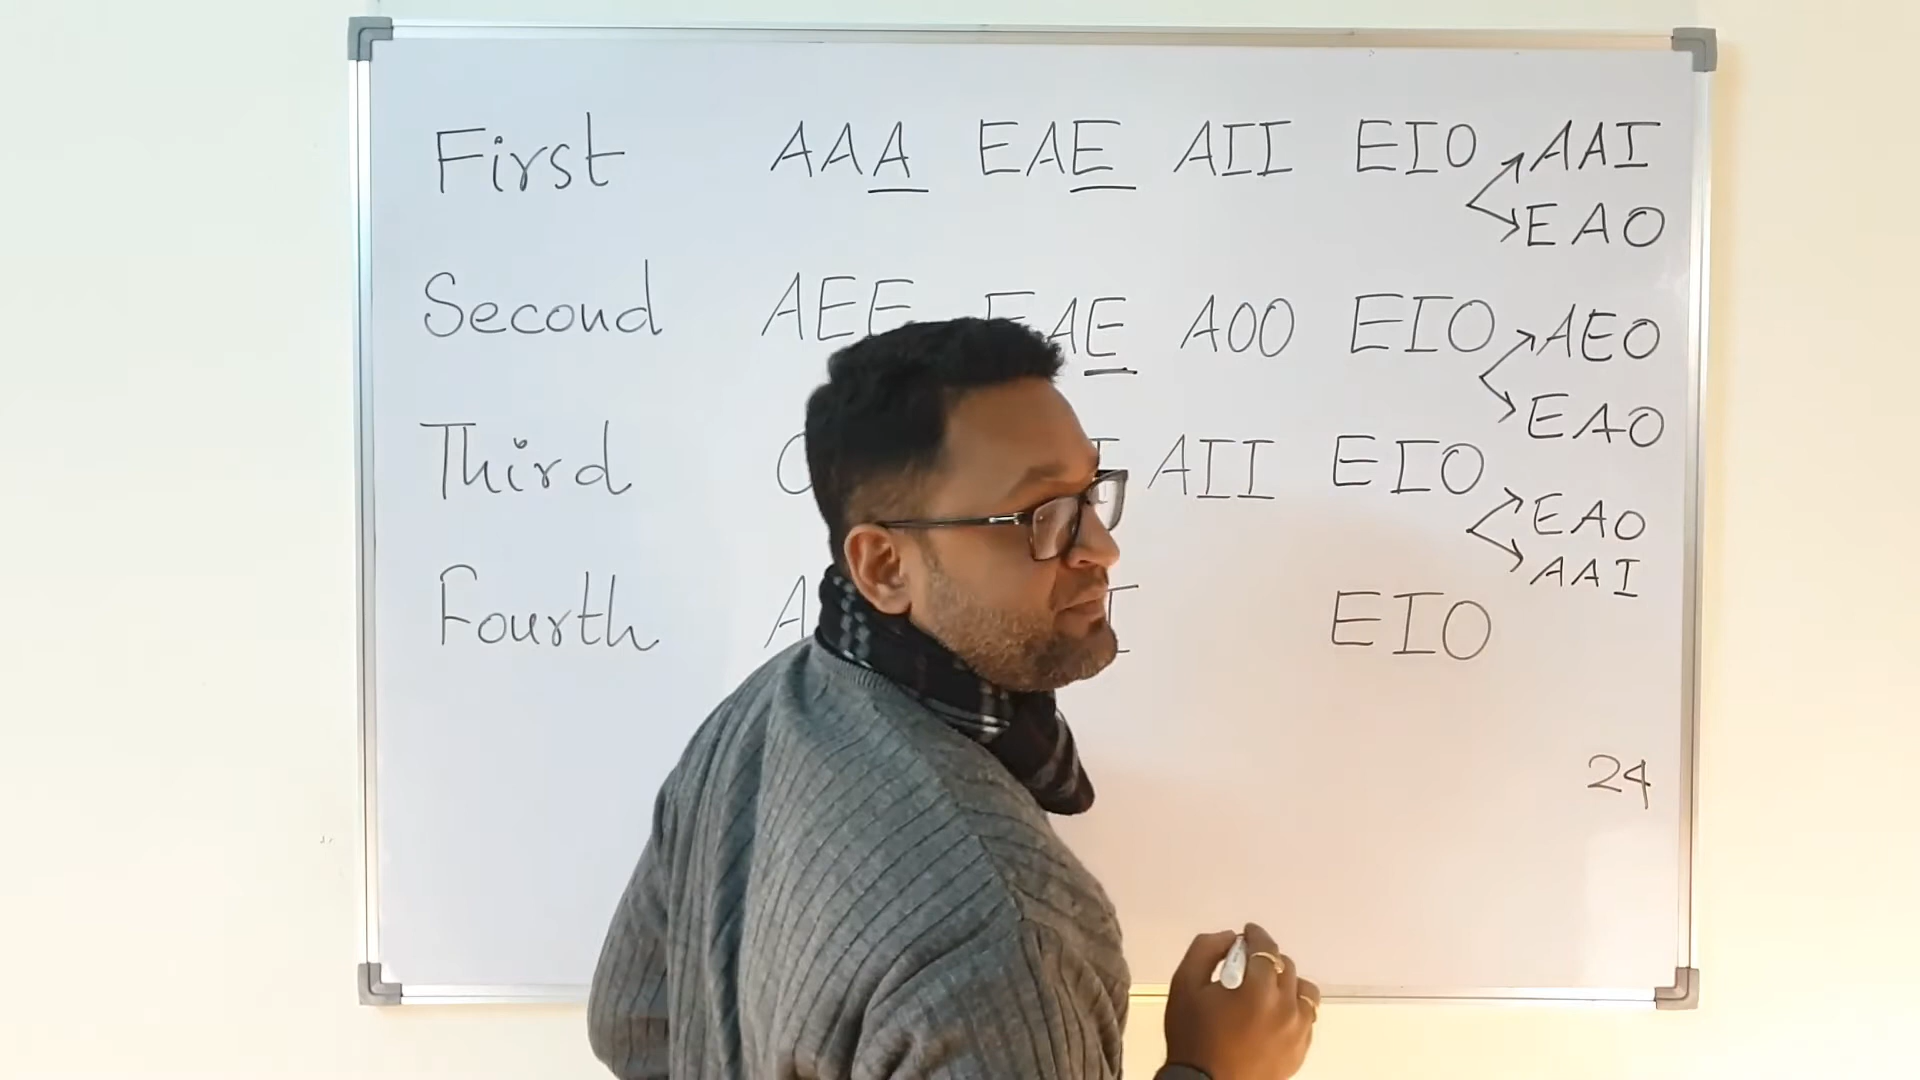 First AAA EAE AII EIO AAI
EAO
Second AEE EAE AOO EIO AEO
EAO
Third AII EIO EAO
AAI
Fourth EIO
24